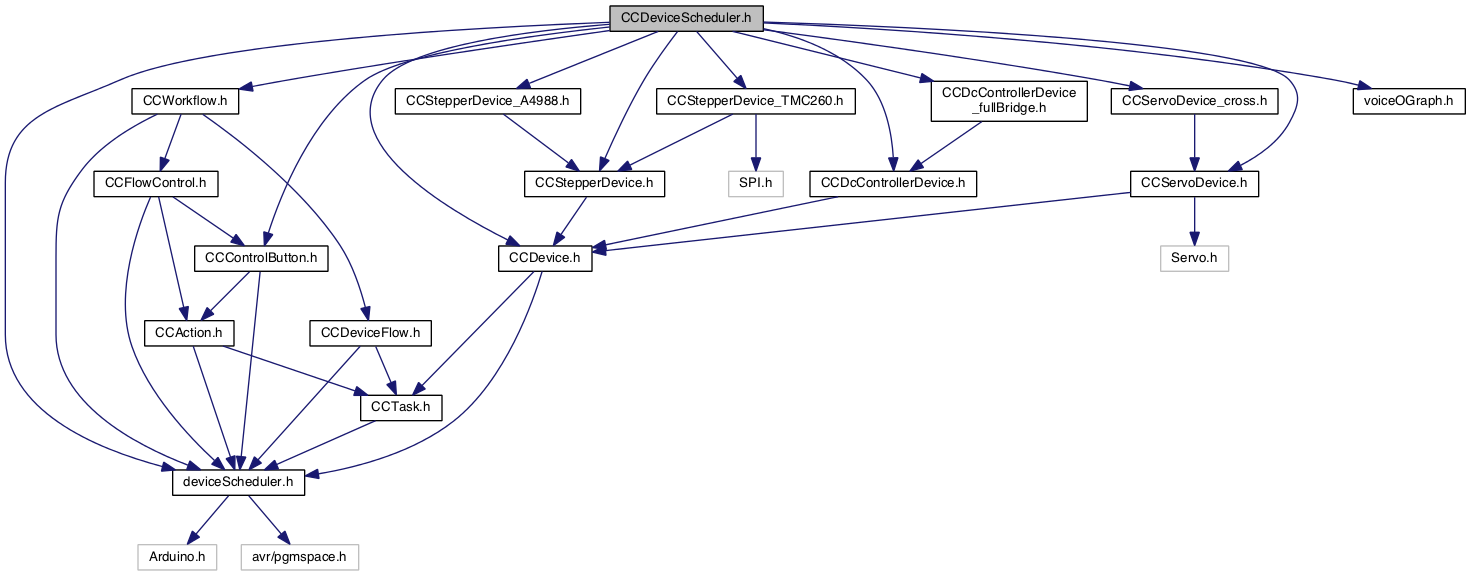 CCDeviceScheduler.h
CCWorkflow.h
CCStepperDevice_A4988.h
CCStepperDevice_TMC260.h
CCDcControllerDevice
_fullBridge.h
CCServoDevice_cross.h
voiceOGraph.h
CCFlowControl.h
CCStepperDevice.h
SPI.h
CCDcControllerDevice.h
CCServoDevice.h
CCControlButton.h
CCDevice.h
Servo.h
CCAction.h
CCDeviceFlow.h
CCTask.h
deviceScheduler.h
Arduino.h
avr/pgmspace.h